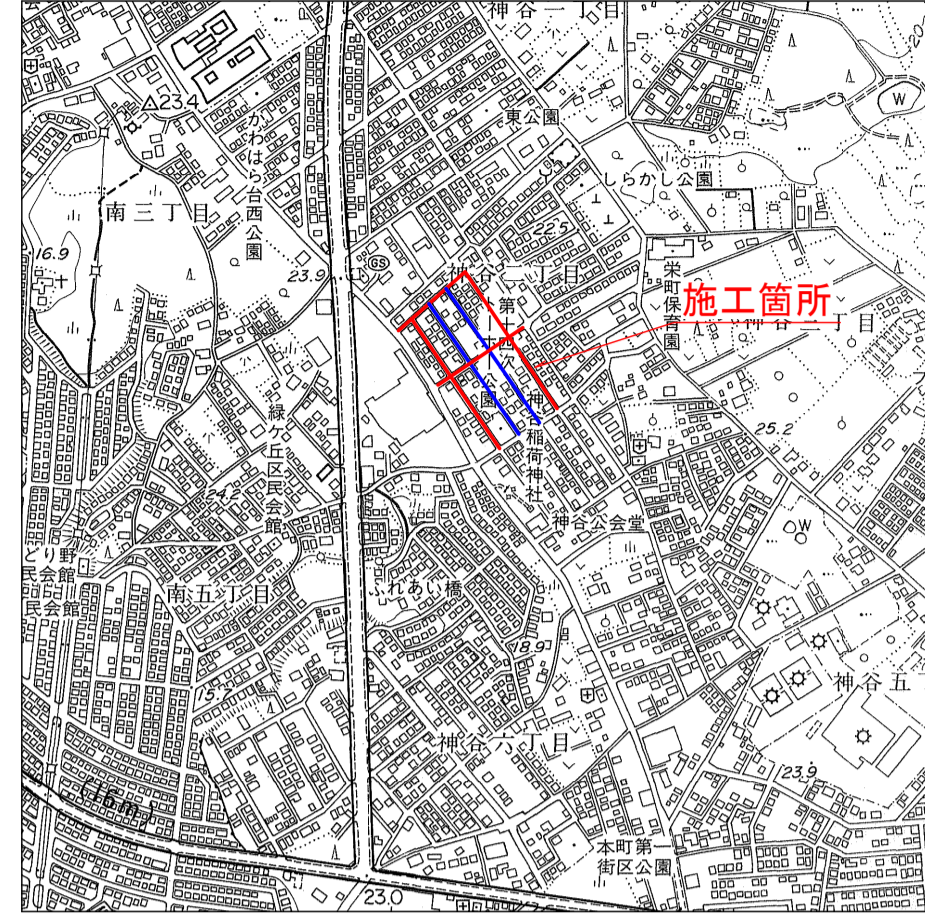 神谷一丁目
23.4
かわはら台西公園
東公園
W
しらかし公園
南三丁目
22.5
16.9
GS
23.9
神谷三丁目
栄町保育園
施工箇所
神谷二丁目
公園
神谷稲荷神社
緑ケ丘区民会館
25.2
24.2
神谷公会堂
W
どり野
民会館
民会館
南五丁目
ふれあい橋
18.9
神谷五丁
神谷六丁目
23.9
(16m)
本町第一
街区公園
23.0